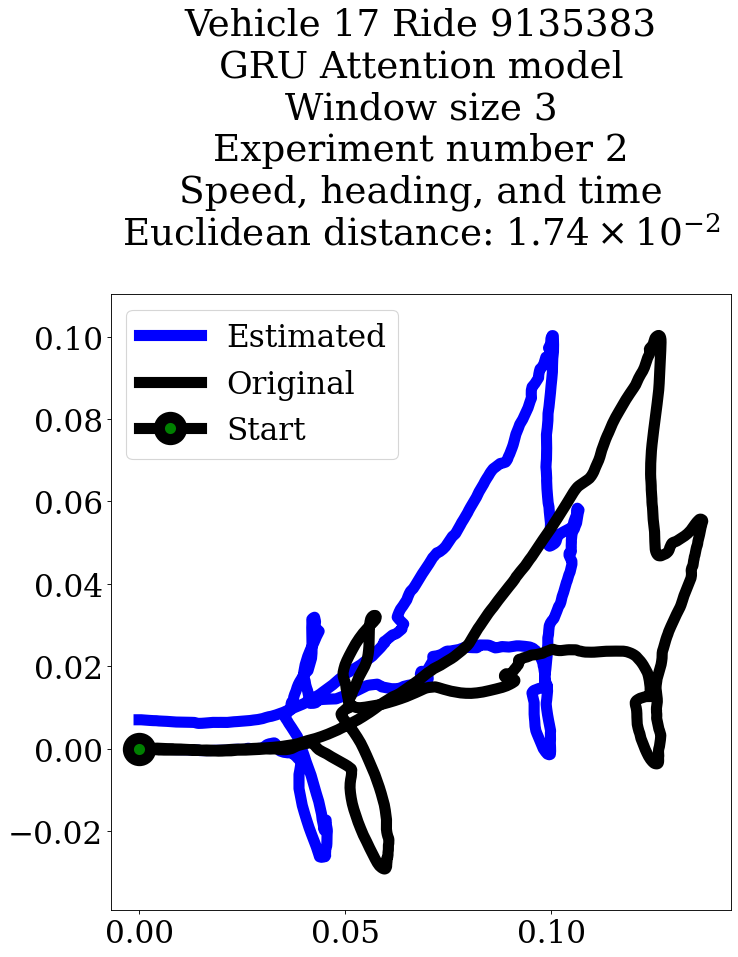 Vehicle 17 Ride 9135383
GRU Attention model
Window size 3
Experiment number 2
Speed, heading, and time
Euclidean distance: 1.74 × 10⁻²
Estimated
Original
Start
0.10
0.08
0.06
0.04
0.02
0.00
−0.02
0.00 0.05 0.10